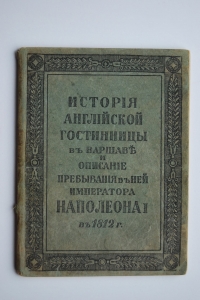 ИСТОРІЯ
АНГЛІЙСКОЙ
ГОСТИННИЦЫ
въ ВАРШАВѢ
и
ОПИСАНІЕ
ПРЕБЫВАНІЯ въ НЕЙ
ИМПЕРАТОРА
НАПОЛЕОНА I
въ 1812 г.